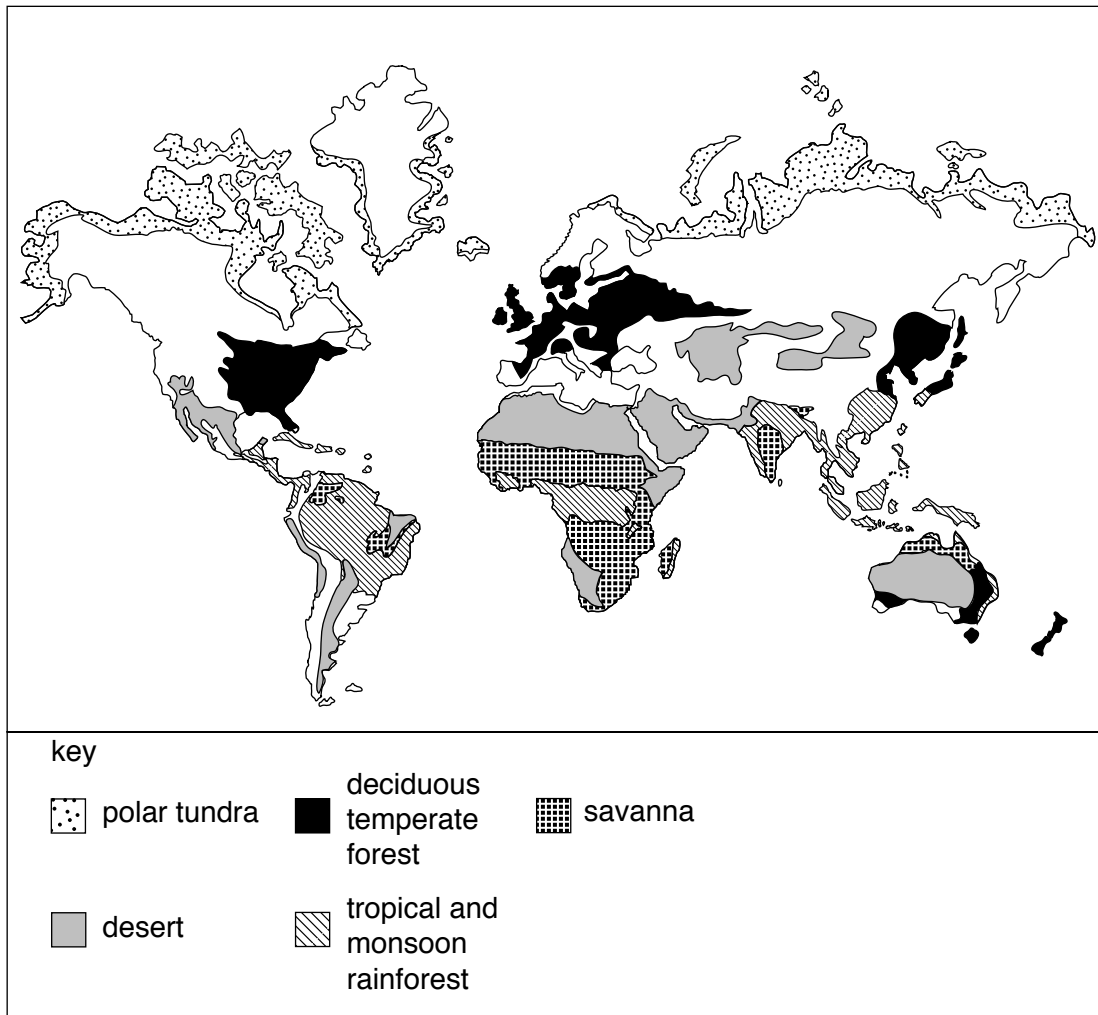 key
polar tundra
deciduous
temperate
forest
savanna
desert
tropical and
monsoon
rainforest